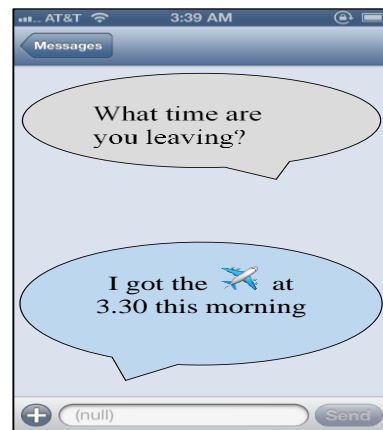 AT&T 3:39 AM
Messages
What time are
you leaving?
I got the ✈️ at
3.30 this morning
(null)
Send